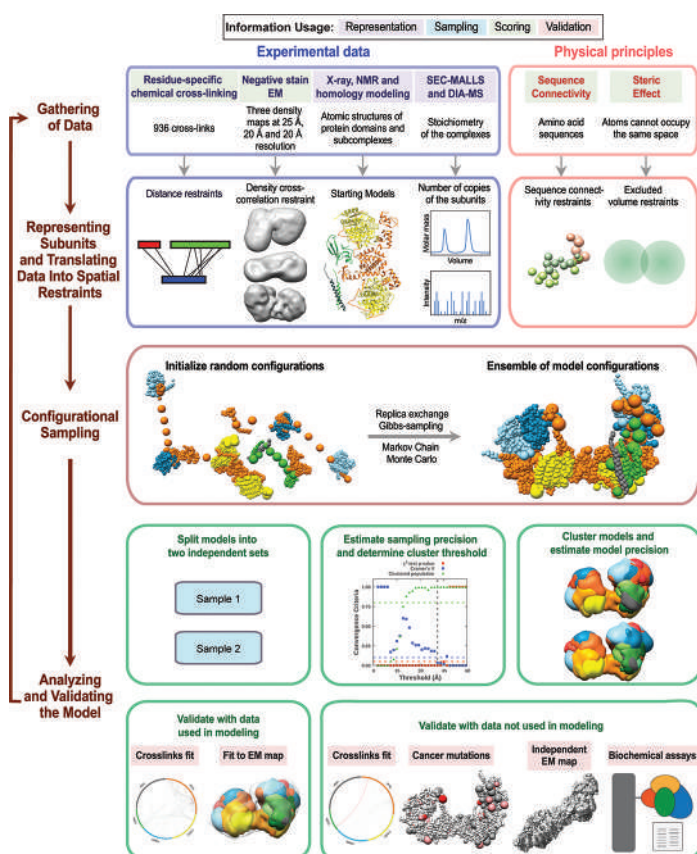 Information Usage: Representation Sampling Scoring Validation
Experimental data
Physical principles
Gathering
of Data
Residue-specific
chemical cross-linking
936 cross-links
Negative stain
EM
Three density
maps at 25 Å,
20 Å and 20 Å
resolution
X-ray, NMR and
homology modeling
Atomic structures of
protein domains and
subcomplexes
SEC-MALLS
and DIA-MS
Stoichiometry
of the complexes
Sequence
Connectivity
Amino acid
sequences
Steric
Effect
Atoms cannot occupy
the same space
Representing
Subunits
and Translating
Data Into Spatial
Restraints
Distance restraints
Density cross-
correlation restraint
Starting Models
Number of copies
of the subunits
Molar mass
Volume
Intensity
m/z
Sequence connect-
ivity restraints
Excluded
volume restraints
Configurational
Sampling
Initialize random configurations
Replica exchange
Gibbs-sampling
Markov Chain
Monte Carlo
Ensemble of model configurations
Analyzing
and Validating
the Model
Split models into
two independent sets
Sample 1
Sample 2
Estimate sampling precision
and determine cluster threshold
Convergence Criteria
Threshold (Å)
Cluster models and
estimate model precision
Validate with data
used in modeling
Crosslinks fit
Fit to EM map
Validate with data not used in modeling
Crosslinks fit
Cancer mutations
Independent
EM map
Biochemical assays